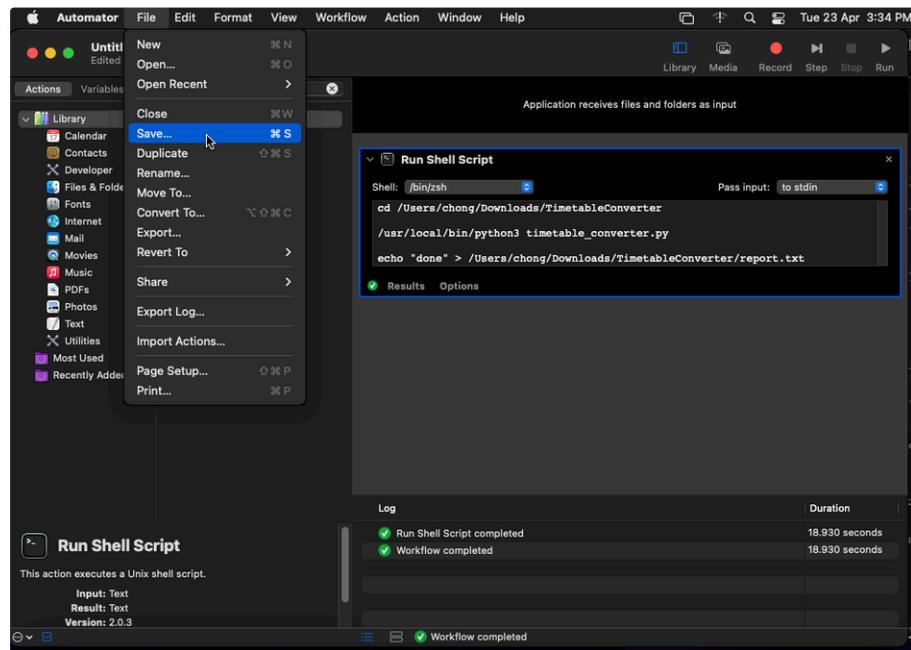 Automator File Edit Format View Workflow Action Window Help Tue 23 Apr 3:34 PM
Untitl
Edited
Library Media Record Step Stop Run
Actions Variables
New ⌘ N
Open... ⌘ O
Open Recent
Close ⌘ W
Save... ⌘ S
Duplicate ⇧ ⌘ S
Rename...
Move To...
Convert To... ⌥ ⇧ ⌘ C
Export...
Revert To
Share
Export Log...
Import Actions...
Page Setup... ⇧ ⌘ P
Print... ⌘ P
Library
Calendar
Contacts
Developer
Files & Folde
Fonts
Internet
Mail
Movies
Music
PDFs
Photos
Text
Utilities
Most Used
Recently Adde
Application receives files and folders as input
Run Shell Script
Shell: /bin/zsh Pass input: to stdin
cd /Users/chong/Downloads/TimetableConverter
/usr/local/bin/python3 timetable_converter.py
echo "done" > /Users/chong/Downloads/TimetableConverter/report.txt
Results Options
Log Duration
Run Shell Script completed 18.930 seconds
Workflow completed 18.930 seconds
Run Shell Script
This action executes a Unix shell script.
Input: Text
Result: Text
Version: 2.0.3
Workflow completed